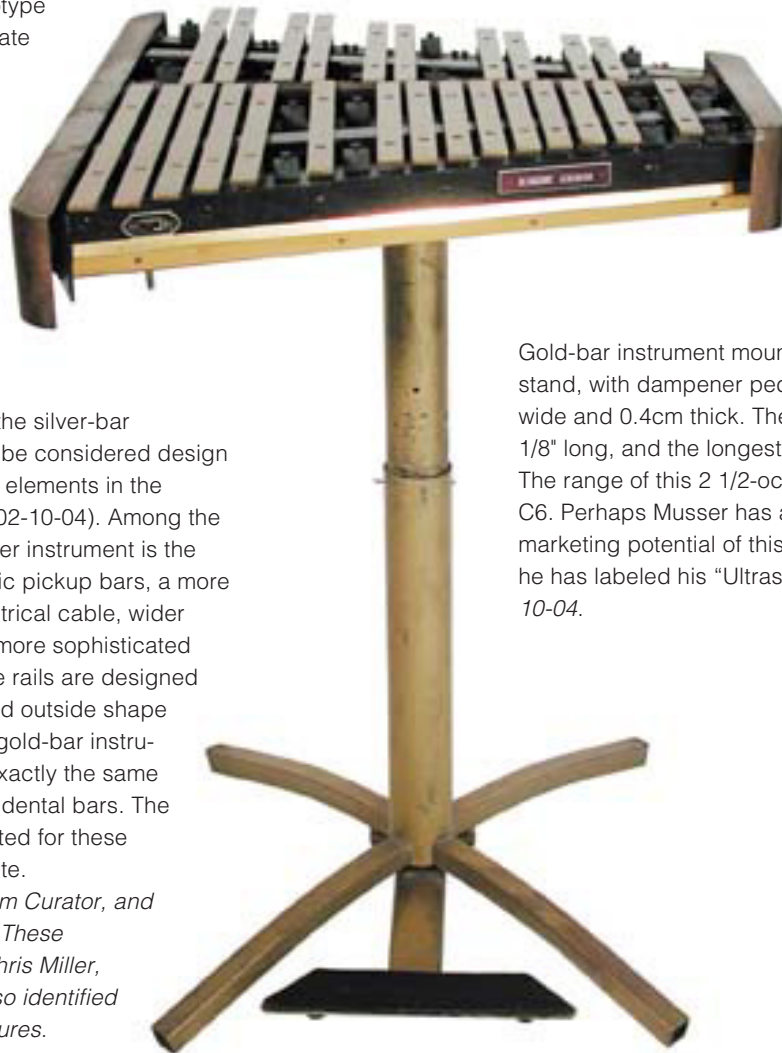 type
ate
the silver-bar
be considered design
elements in the
02-10-04). Among the
er instrument is the
ic pickup bars, a more
trical cable, wider
more sophisticated
e rails are designed
d outside shape
gold-bar instru-
xactly the same
dental bars. The
ted for these
te.
m Curator, and
These
hris Miller,
so identified
ures.
Gold-bar instrument moun
stand, with dampener ped
wide and 0.4cm thick. The
1/8" long, and the longest
The range of this 2 1/2-oc
C6. Perhaps Musser has a
marketing potential of this
he has labeled his “Ultras
10-04.